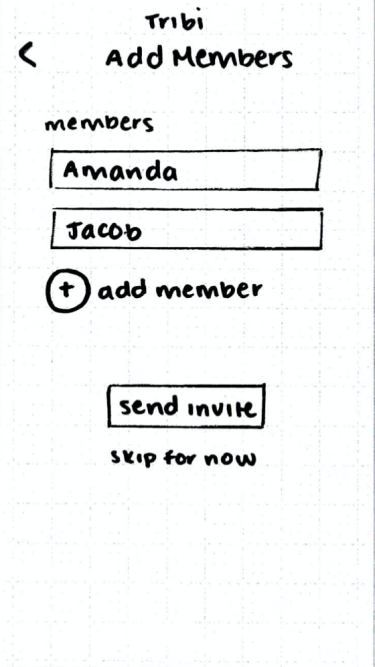 Tribi
< Add Members
members
Amanda
Jacob
+ add member
send invite
skip for now